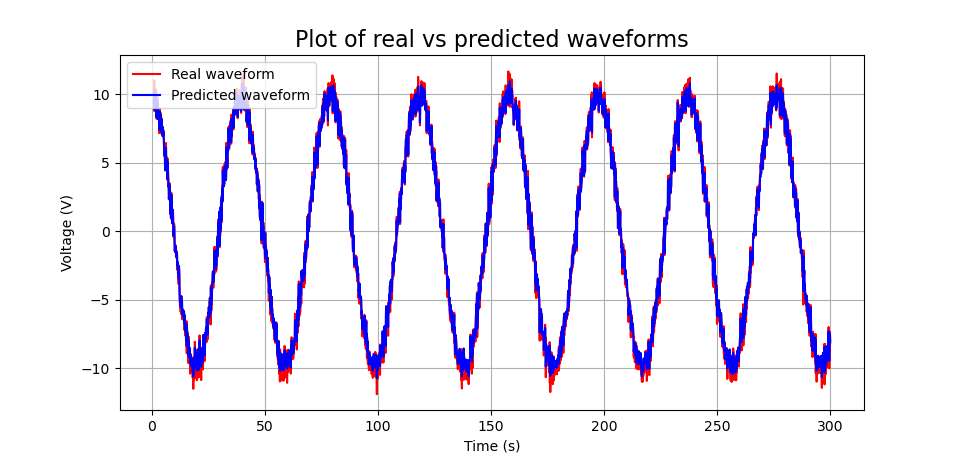 Plot of real vs predicted waveforms
Real waveform
Predicted waveform
10
5
0
−5
−10
Voltage (V)
0 50 100 150 200 250 300
Time (s)